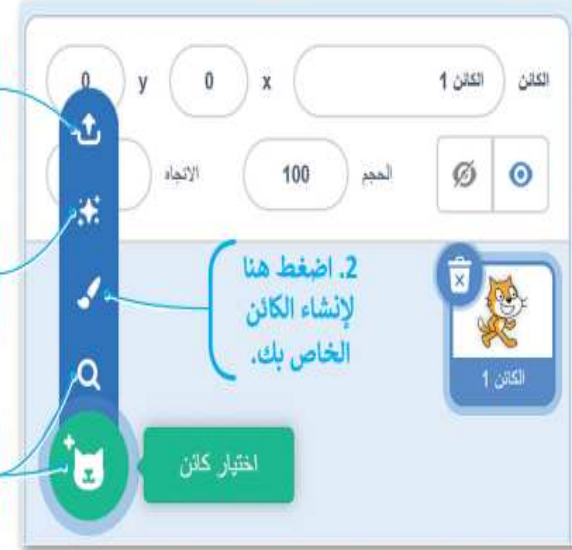 الكائن الكائن 1 x 0 y 0
الحجم 100 الاتجاه
2. اضغط هنا
لإنشاء الكائن
الخاص بك.
الكائن 1
اختيار كائن